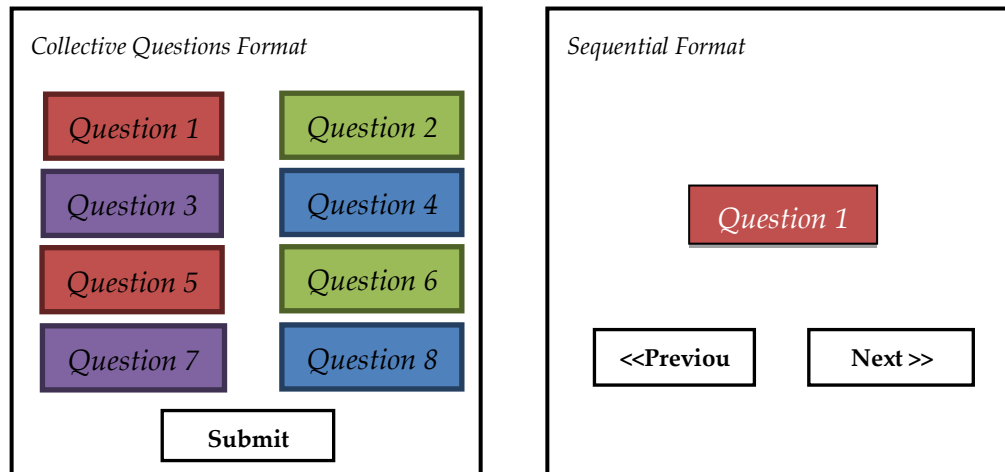 Collective Questions Format
Question 1
Question 2
Question 3
Question 4
Question 5
Question 6
Question 7
Question 8
Submit
Sequential Format
Question 1
<<Previou
Next >>